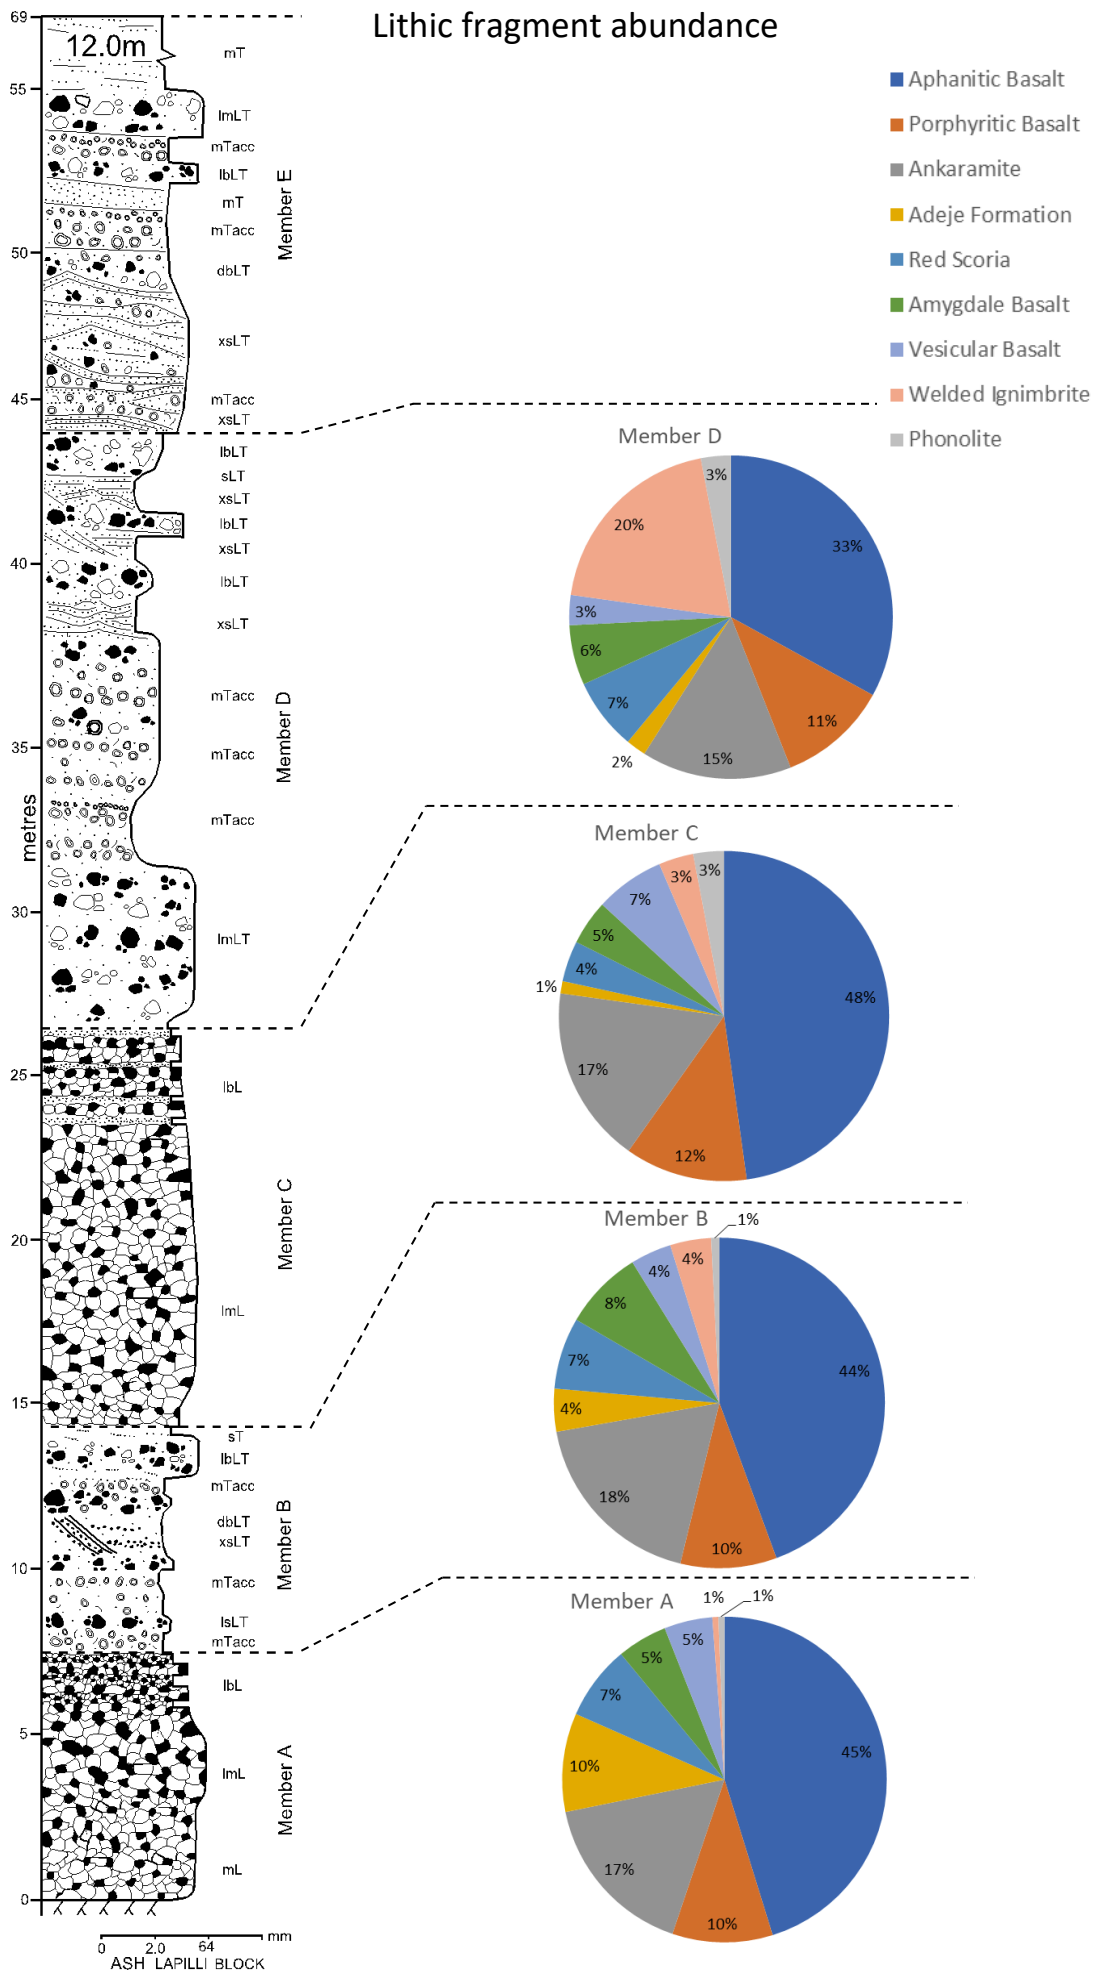 Lithic fragment abundance
69
12.0m
mT
55
lmLT
mTacc
lbLT
mT
mTacc
50
dbLT
xsLT
45
mTacc
xsLT
Member E
lbLT
sLT
xsLT
lbLT
xsLT
40
lbLT
xsLT
mTacc
35
mTacc
mTacc
metres
30
lmLT
Member D
25
lbL
20
lmL
15
Member C
sT
lbLT
mTacc
dbLT
xsLT
10
mTacc
lsLT
mTacc
Member B
lbL
5
lmL
mL
0
Member A
0 2.0 64 mm
ASH LAPILLI BLOCK
Aphanitic Basalt
Porphyritic Basalt
Ankaramite
Adeje Formation
Red Scoria
Amygdale Basalt
Vesicular Basalt
Welded Ignimbrite
Phonolite
Member D
3%
33%
20%
3%
6%
7%
2%
15%
11%
Member C
3%
3%
7%
5%
4%
1%
17%
12%
48%
Member B
1%
4%
4%
8%
7%
4%
18%
10%
44%
Member A
1%
1%
5%
5%
7%
10%
17%
10%
45%